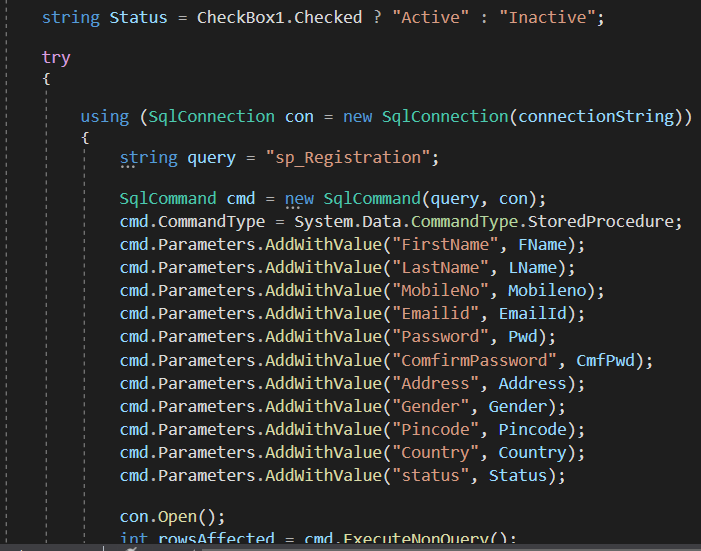 string Status = CheckBox1.Checked ? "Active" : "Inactive";
try
{
using (SqlConnection con = new SqlConnection(connectionString))
{
string query = "sp_Registration";
SqlCommand cmd = new SqlCommand(query, con);
cmd.CommandType = System.Data.CommandType.StoredProcedure;
cmd.Parameters.AddWithValue("FirstName", FName);
cmd.Parameters.AddWithValue("LastName", LName);
cmd.Parameters.AddWithValue("MobileNo", Mobileno);
cmd.Parameters.AddWithValue("Emailid", EmailId);
cmd.Parameters.AddWithValue("Password", Pwd);
cmd.Parameters.AddWithValue("ComfirmPassword", CmfPwd);
cmd.Parameters.AddWithValue("Address", Address);
cmd.Parameters.AddWithValue("Gender", Gender);
cmd.Parameters.AddWithValue("Pincode", Pincode);
cmd.Parameters.AddWithValue("Country", Country);
cmd.Parameters.AddWithValue("status", Status);
con.Open();
int rowsAffected = cmd.ExecuteNonQuery();